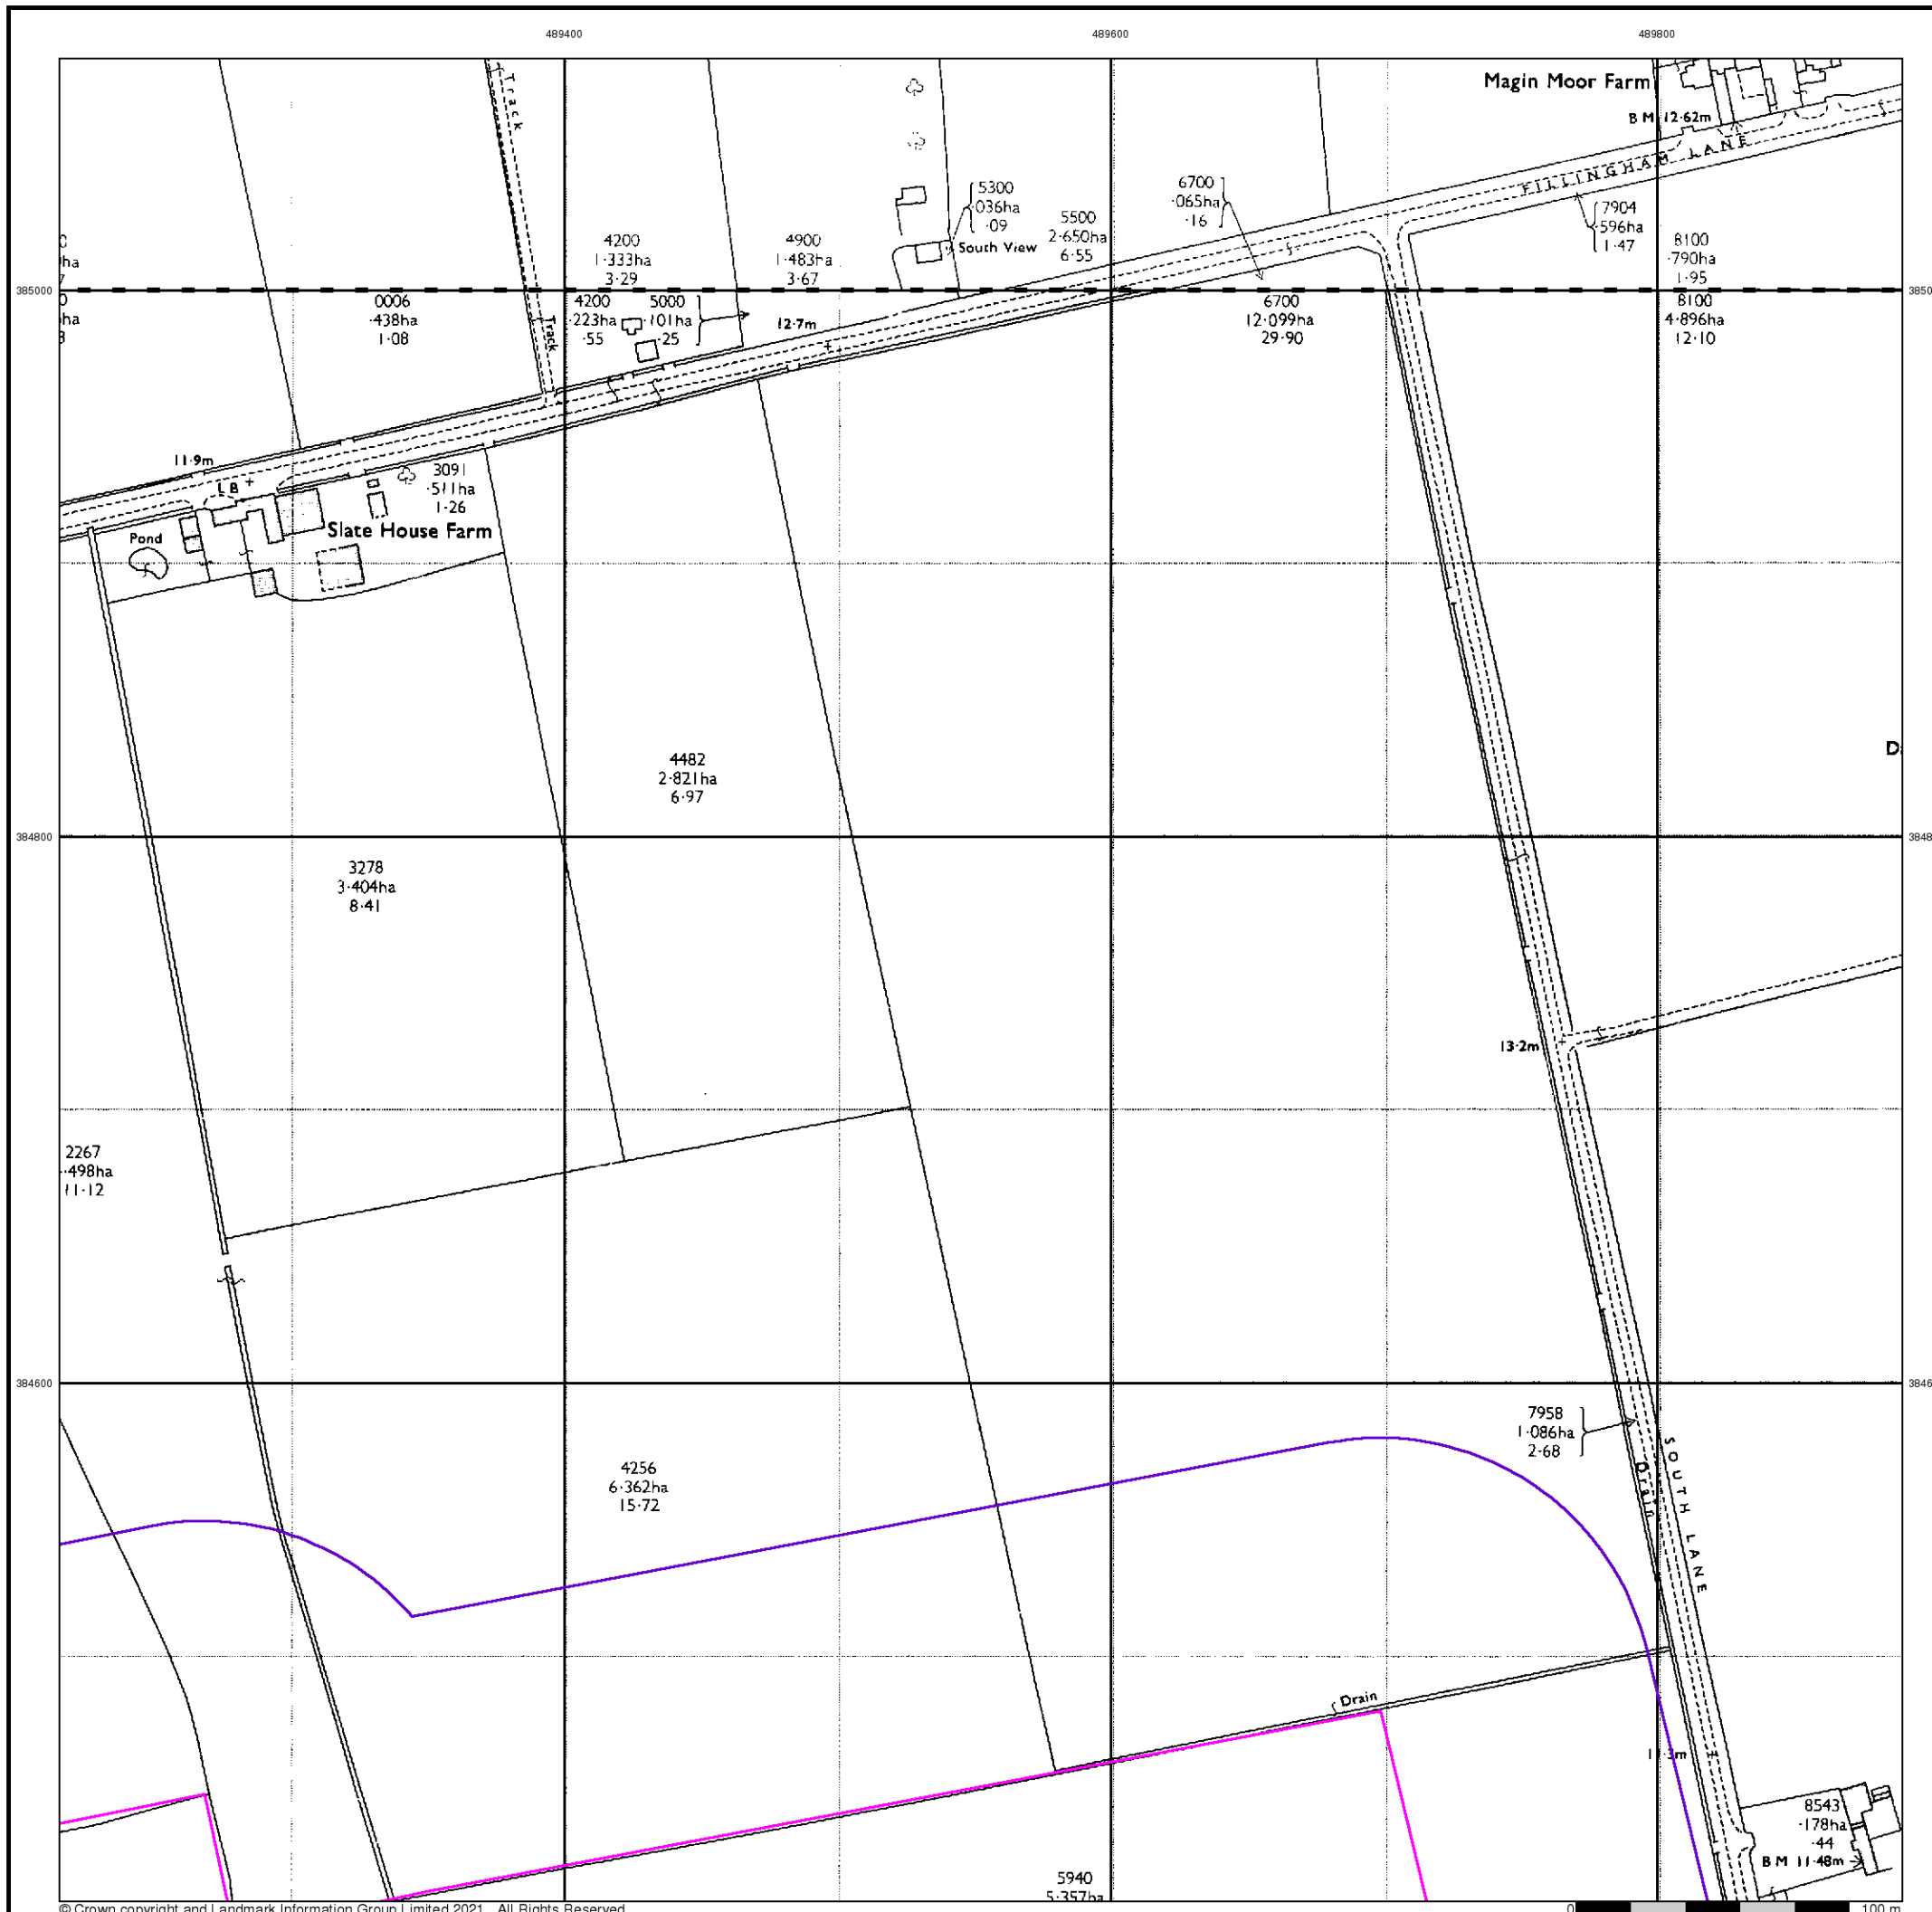 489400
489600
489800
Track
Magin Moor Farm
B M 12·62m
FILLINGHAM LANE
5300
·036ha
·09
South View
5500
2·650ha
6·55
6700
·065ha
·16
7904
·596ha
1·47
8100
·790ha
1·95
4200
1·333ha
3·29
4900
1·483ha
3·67
385000
0006
·438ha
1·08
Track
4200
·223ha
·55
5000
·101ha
·25
12·7m
6700
12·099ha
29·90
8100
4·896ha
12·10
11·9m
L B
3091
·511ha
1·26
Slate House Farm
Pond
4482
2·821ha
6·97
384800
3278
3·404ha
8·41
13·2m
2267
·498ha
11·12
384600
7958
1·086ha
2·68
Drain
SOUTH LANE
4256
6·362ha
15·72
Drain
8543
·178ha
·44
B M 11·48m
5940
5·357ha
© Crown copyright and Landmark Information Group Limited 2021. All Rights Reserved.
0
100 m